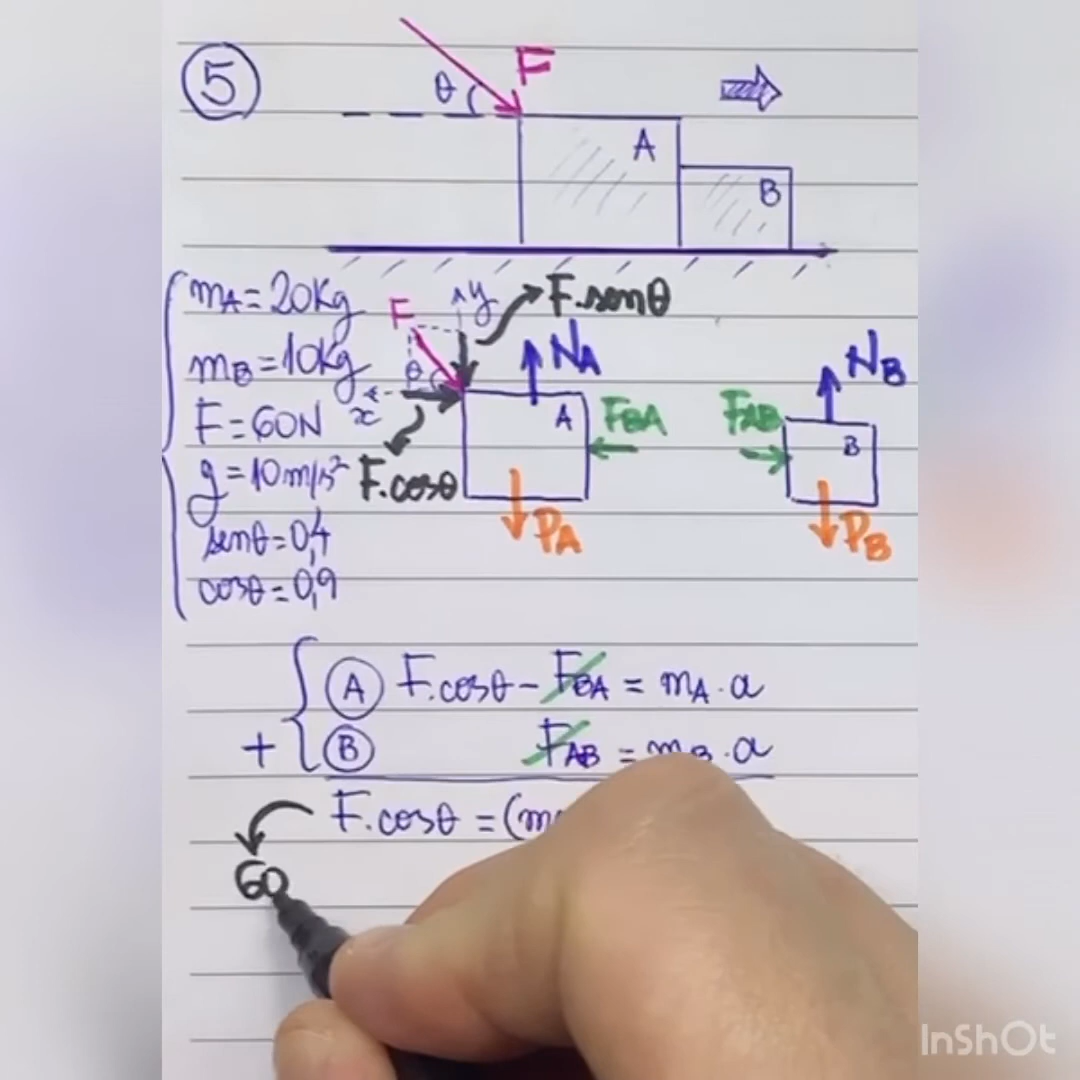 5
F
θ
A
B
mA = 20Kg
mB = 10Kg
F = 60N
g = 10m/s²
senθ = 0,4
cosθ = 0,9
F
y
F.senθ
θ
x
F.cosθ
NA
A
FBA
PA
NB
FAB
B
PB
A F.cosθ - FBA = mA . a
+
B FAB = mB . a
F.cosθ = (m
60
InShOt